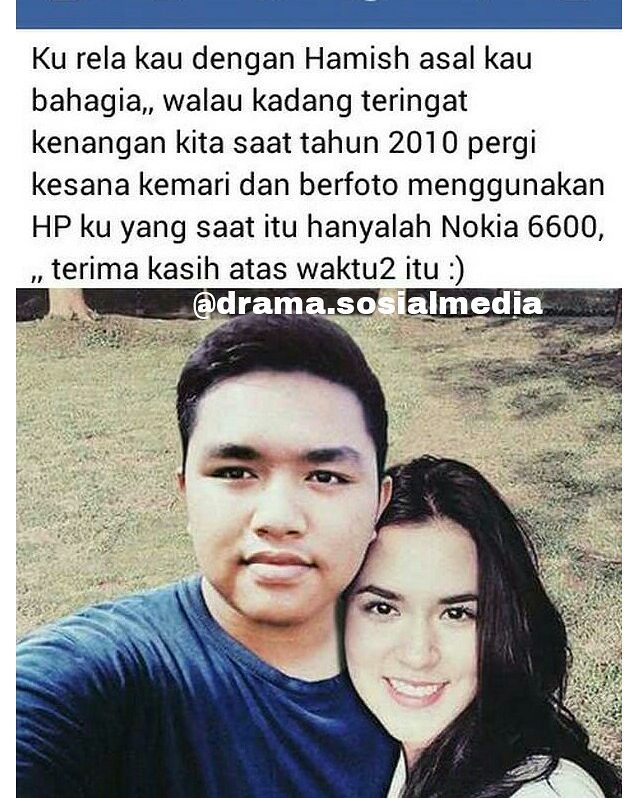 Ku rela kau dengan Hamish asal kau
bahagia,, walau kadang teringat
kenangan kita saat tahun 2010 pergi
kesana kemari dan berfoto menggunakan
HP ku yang saat itu hanyalah Nokia 6600,
,, terima kasih atas waktu2 itu :)
@drama.sosialmedia